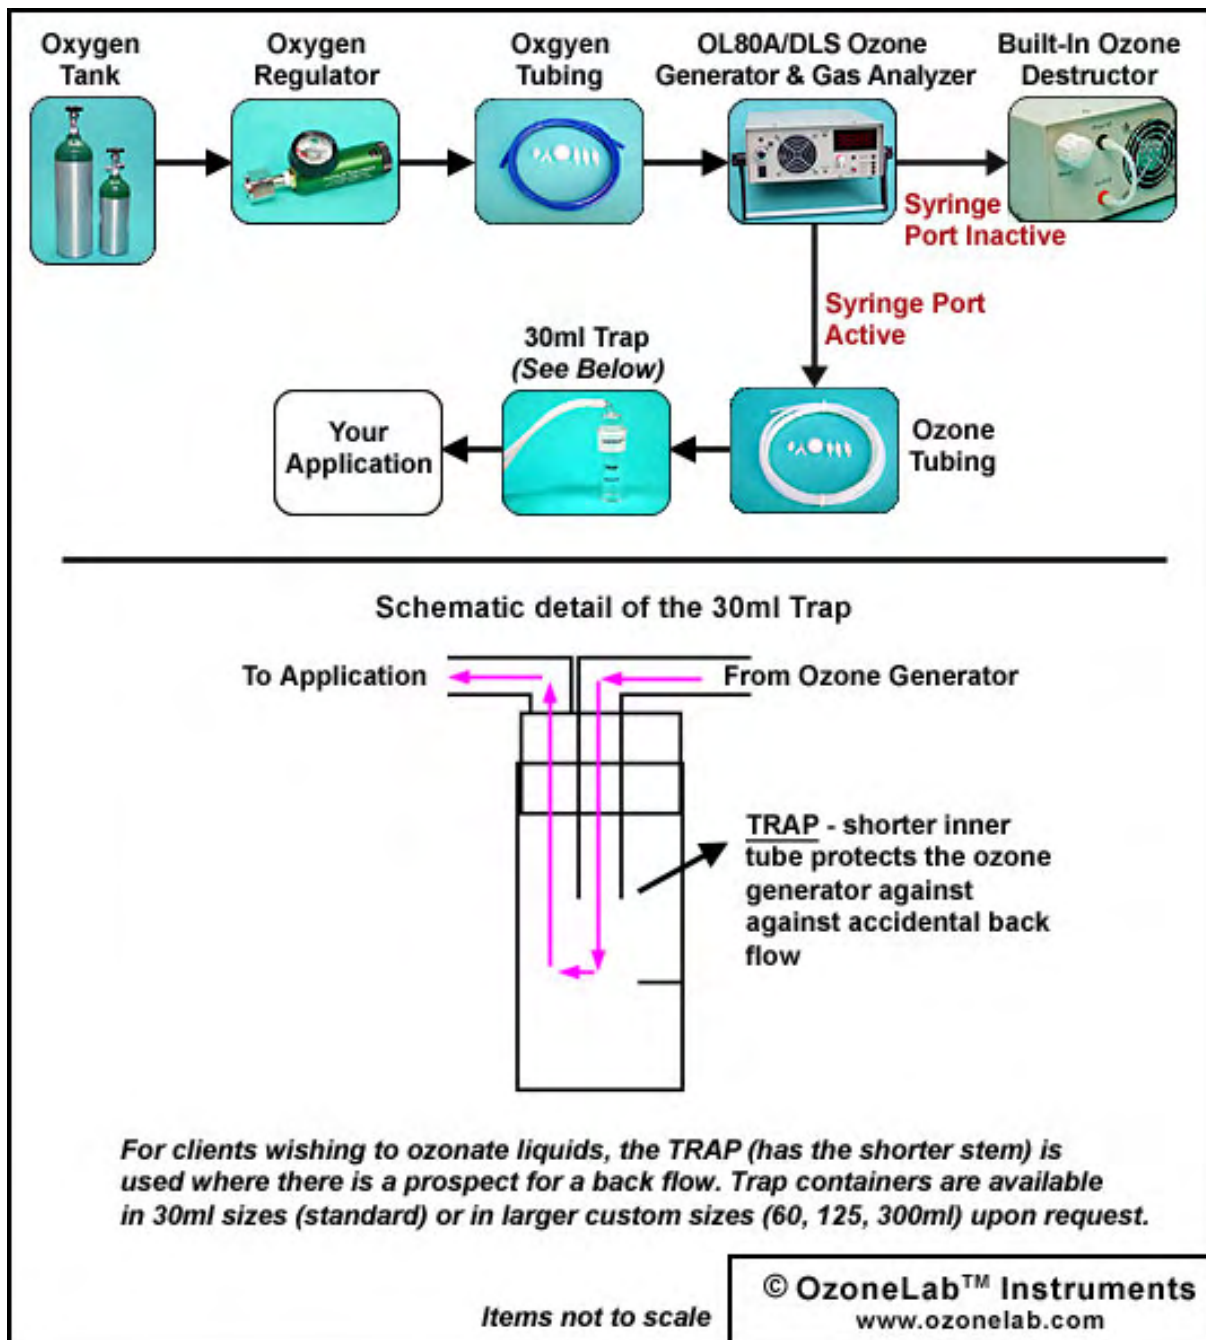 Oxygen
Tank
Oxygen
Regulator
Oxgyen
Tubing
OL80A/DLS Ozone
Generator & Gas Analyzer
Built-In Ozone
Destructor
Syringe
Port Inactive
Syringe Port
Active
30ml Trap
(See Below)
Your
Application
Ozone
Tubing
Schematic detail of the 30ml Trap
To Application
From Ozone Generator
TRAP - shorter inner
tube protects the ozone
generator against
against accidental back
flow
For clients wishing to ozonate liquids, the TRAP (has the shorter stem) is
used where there is a prospect for a back flow. Trap containers are available
in 30ml sizes (standard) or in larger custom sizes (60, 125, 300ml) upon request.
Items not to scale
© OzoneLab™ Instruments
www.ozonelab.com